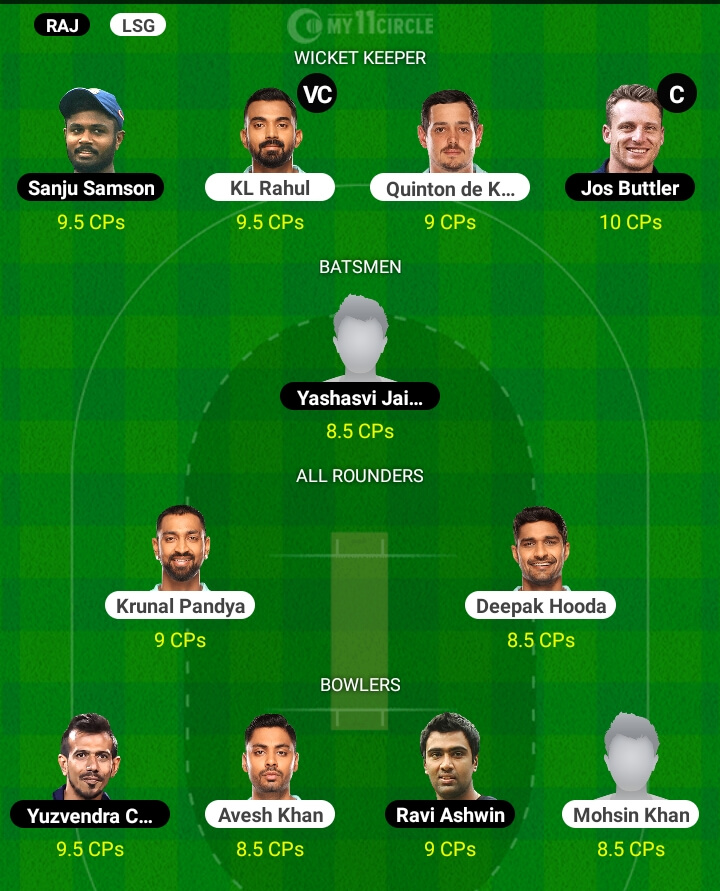 RAJ LSG MY11CIRCLE
WICKET KEEPER
VC C
Sanju Samson KL Rahul Quinton de K... Jos Buttler
9.5 CPs 9.5 CPs 9 CPs 10 CPs
BATSMEN
Yashasvi Jai...
8.5 CPs
ALL ROUNDERS
Krunal Pandya Deepak Hooda
9 CPs 8.5 CPs
BOWLERS
Yuzvendra C... Avesh Khan Ravi Ashwin Mohsin Khan
9.5 CPs 8.5 CPs 9 CPs 8.5 CPs